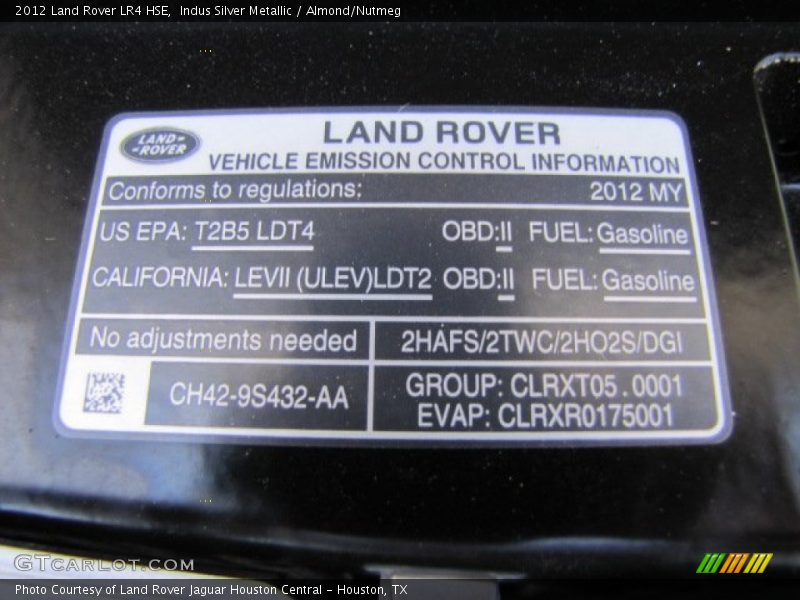 2012 Land Rover LR4 HSE,  Indus Silver Metallic / Almond/Nutmeg
LAND ROVER
LAND-
-ROVER
VEHICLE EMISSION CONTROL INFORMATION
Conforms to regulations: 2012 MY
US EPA: T2B5 LDT4 OBD:II FUEL: Gasoline
CALIFORNIA: LEVII (ULEV)LDT2 OBD:II FUEL: Gasoline
No adjustments needed 2HAFS/2TWC/2HO2S/DGI
CH42-9S432-AA GROUP: CLRXT05.0001
EVAP: CLRXR0175001
GTCARLOT.COM
Photo Courtesy of Land Rover Jaguar Houston Central - Houston, TX